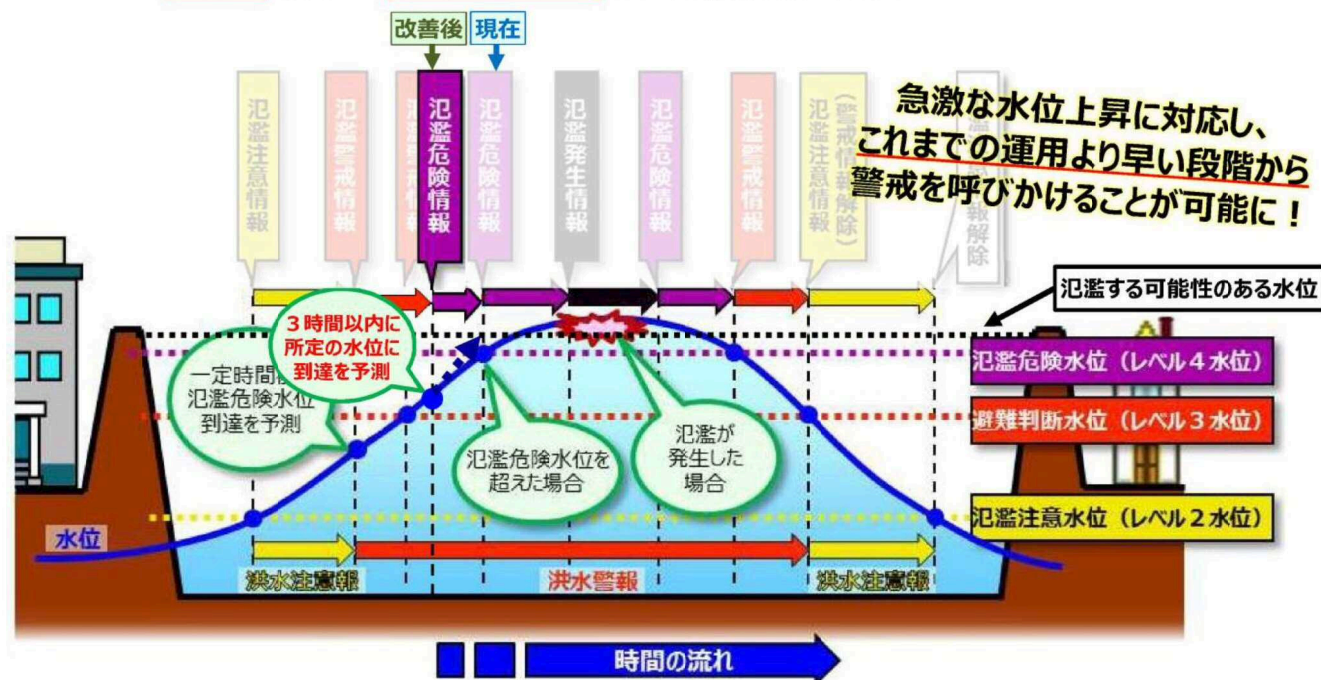 改善後
現在
氾濫注意情報
氾濫警戒情報
氾濫危険情報
氾濫危険情報
氾濫発生情報
氾濫危険情報
氾濫警戒情報
氾濫注意情報
(警戒情報解除)
報解除
急激な水位上昇に対応し、
これまでの運用より早い段階から
警戒を呼びかけることが可能に！
氾濫する可能性のある水位
3時間以内に
所定の水位に
到達を予測
一定時間
氾濫危険水位
到達を予測
氾濫危険水位を
超えた場合
氾濫が
発生した
場合
氾濫危険水位（レベル4水位）
避難判断水位（レベル3水位）
氾濫注意水位（レベル2水位）
水位
洪水注意報
洪水警報
洪水注意報
時間の流れ